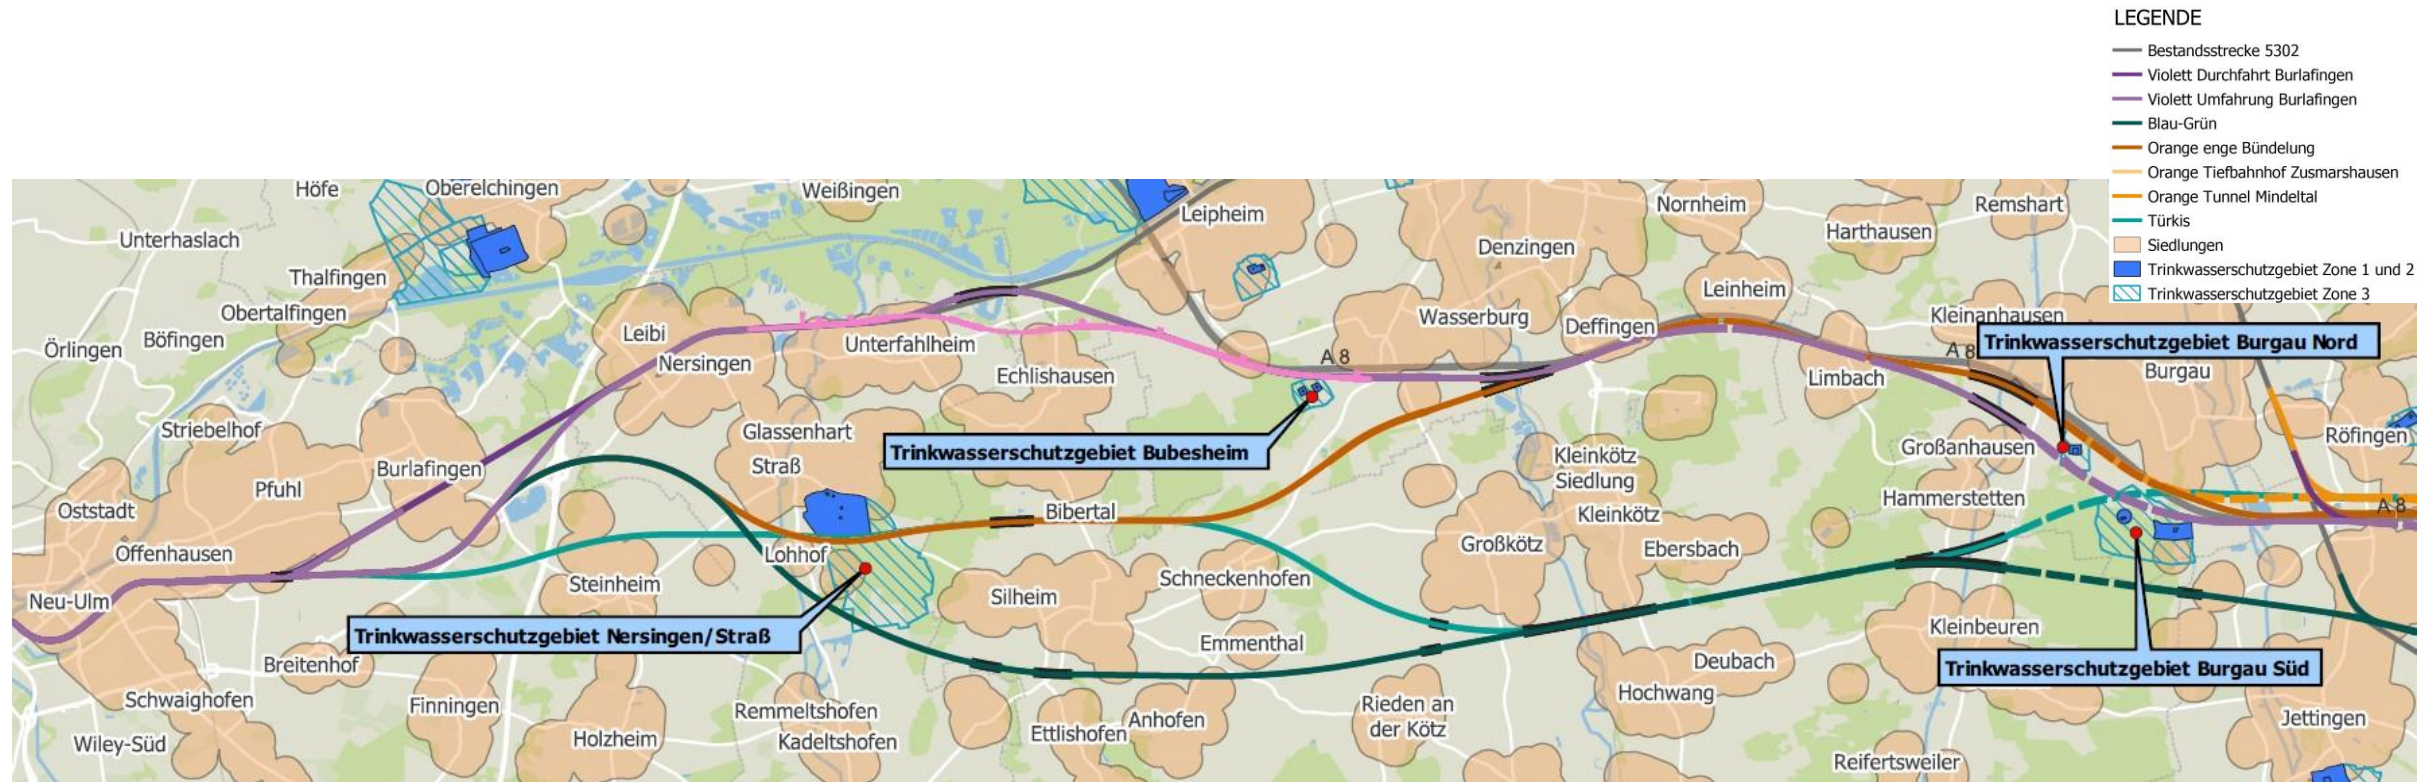 LEGENDE
Bestandsstrecke 5302
Violett Durchfahrt Burlafingen
Violett Umfahrung Burlafingen
Blau-Grün
Orange enge Bündelung
Orange Tiefbahnhof Zusmarshausen
Orange Tunnel Mindeltal
Türkis
Siedlungen
Trinkwasserschutzgebiet Zone 1 und 2
Trinkwasserschutzgebiet Zone 3
Höfe
Oberelchingen
Weißingen
Leipheim
Nornheim
Remshart
Unterhaslach
Denzingen
Harthausen
Thalfingen
Leinheim
Obertalfingen
Wasserburg
Deffingen
Kleinanhausen
Örlingen
Böfingen
Leibi
Unterfahlheim
A 8
A 8
Trinkwasserschutzgebiet Burgau Nord
Nersingen
Echlishausen
Limbach
Burgau
Striebelhof
Glassenhart
Trinkwasserschutzgebiet Bubesheim
Röfingen
Burlafingen
Straß
Kleinkötz
Siedlung
Großanhausen
Pfuhl
Oststadt
Bibertal
Kleinkötz
Hammerstetten
A 8
Offenhausen
Lohhof
Großkötz
Ebersbach
Steinheim
Schneckenhofen
Neu-Ulm
Silheim
Trinkwasserschutzgebiet Nersingen/Straß
Emmenthal
Kleinbeuren
Breitenhof
Deubach
Trinkwasserschutzgebiet Burgau Süd
Schwaighofen
Finningen
Remmeltshofen
Anhofen
Rieden an
der Kötz
Hochwang
Jettingen
Wiley-Süd
Holzheim
Kadeltshofen
Ettlishofen
Reifertsweiler